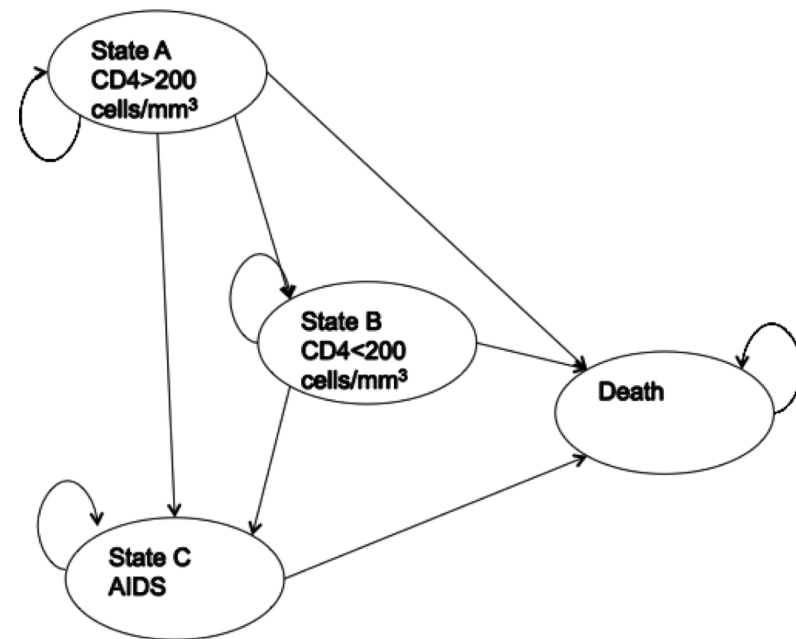 State A
CD4>200
cells/mm³
State B
CD4<200
cells/mm³
Death
State C
AIDS